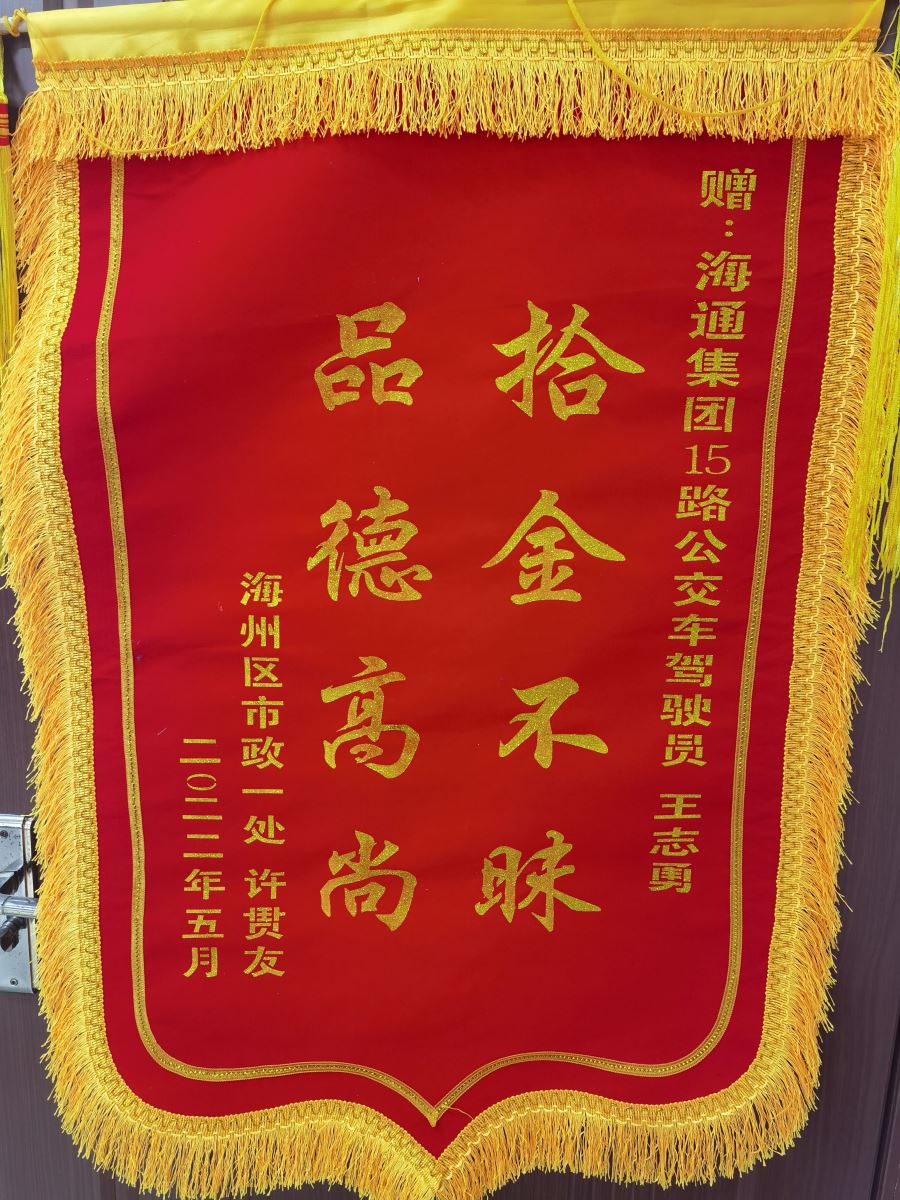 赠：海通集团15路公交车驾驶员 王志勇
拾金不昧
品德高尚
海州区市政一处 许贯友
二〇二二年五月